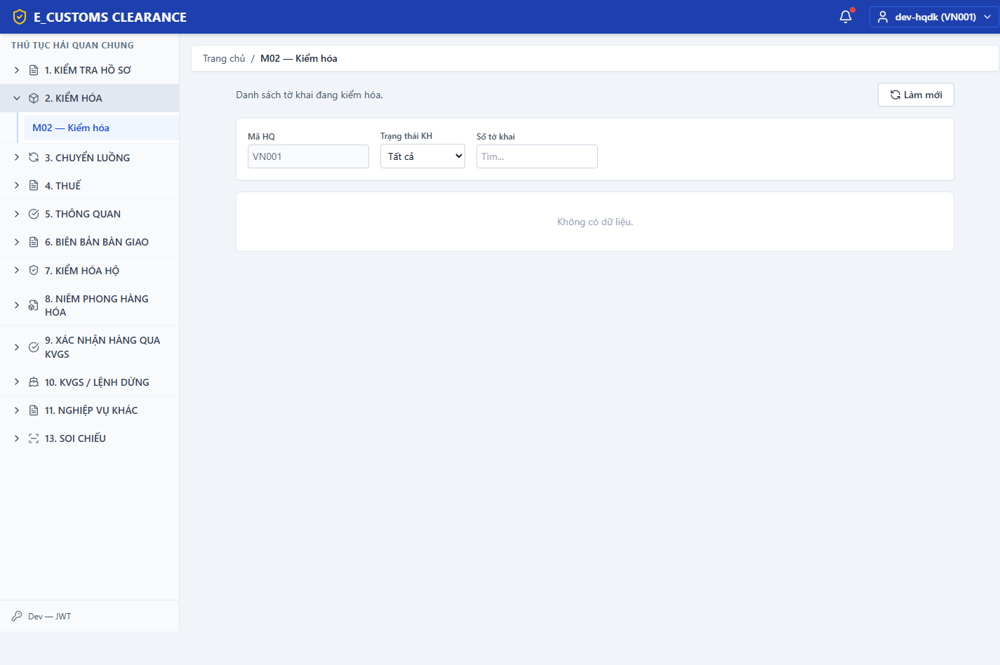 E_CUSTOMS CLEARANCE
dev-hqdk (VN001)
THỦ TỤC HẢI QUAN CHUNG
1. KIỂM TRA HỒ SƠ
2. KIỂM HÓA
M02 — Kiểm hóa
3. CHUYỂN LUỒNG
4. THUẾ
5. THÔNG QUAN
6. BIÊN BẢN BÀN GIAO
7. KIỂM HÓA HỘ
8. NIÊM PHONG HÀNG
HÓA
9. XÁC NHẬN HÀNG QUA
KVGS
10. KVGS / LỆNH DỪNG
11. NGHIỆP VỤ KHÁC
13. SOI CHIẾU
Dev — JWT
Trang chủ / M02 — Kiểm hóa
Danh sách tờ khai đang kiểm hóa.
Làm mới
Mã HQ
VN001
Trạng thái KH
Tất cả
Số tờ khai
Tìm...
Không có dữ liệu.